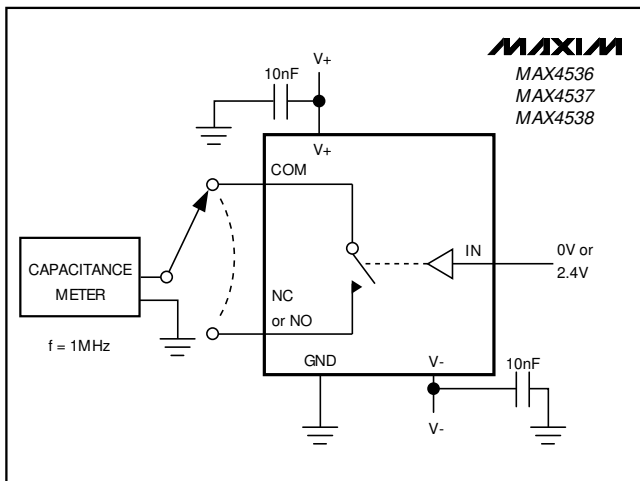 MAXIM
MAX4536
MAX4537
MAX4538
V+
10nF
V+
COM
IN
0V or
2.4V
CAPACITANCE
METER
NC
or NO
f = 1MHz
GND
V-
10nF
V-